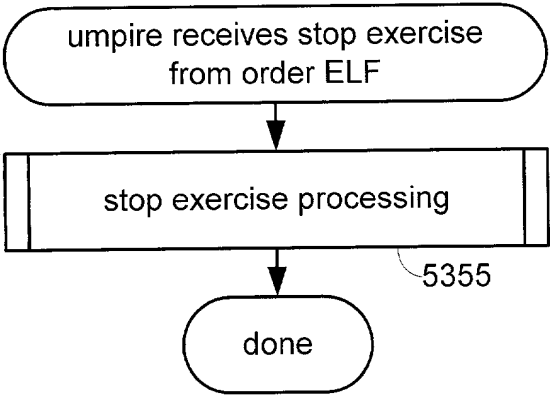 umpire receives stop exercise
from order ELF
stop exercise processing
5355
done